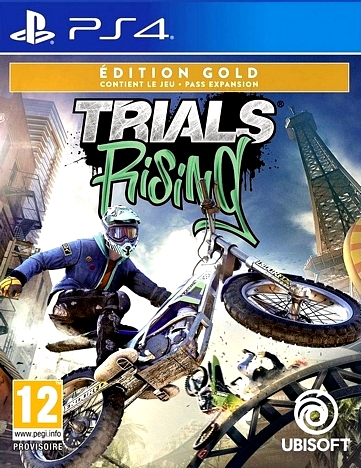 PS4
ÉDITION GOLD
CONTIENT LE JEU - PASS EXPANSION
TRIALS®
Rising
12
www.pegi.info
PROVISOIRE
UBISOFT